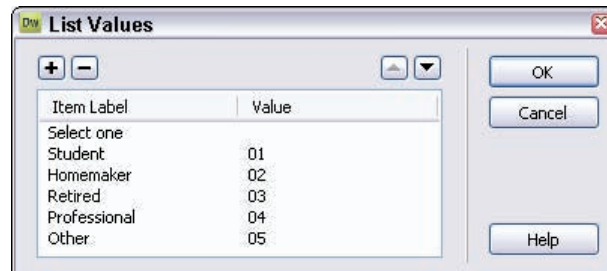 Dw List Values
+ - OK
Item Label Value Cancel
Select one
Student 01
Homemaker 02
Retired 03
Professional 04
Other 05 Help